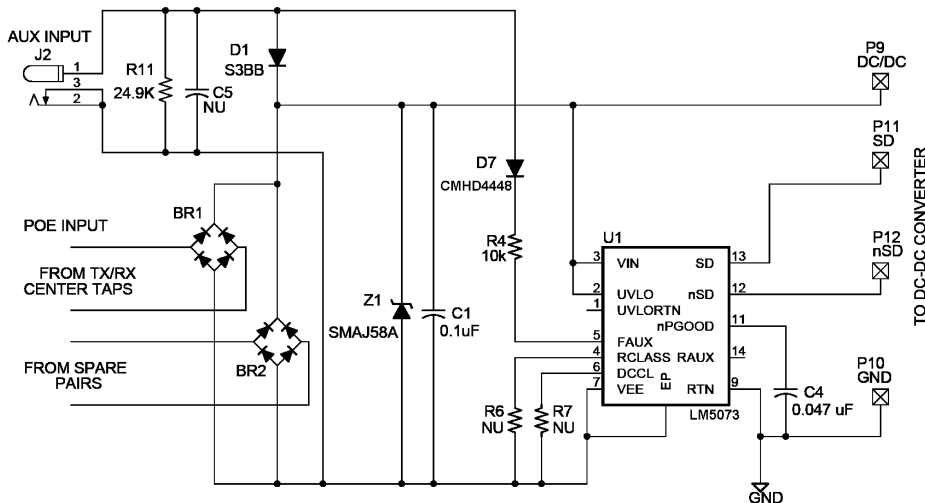 AUX INPUT
J2
1
3
2
R11
24.9K
C5
NU
D1
S3BB
P9
DC/DC
P11
SD
P12
nSD
P10
GND
TO DC-DC CONVERTER
D7
CMHD4448
R4
10k
POE INPUT
FROM TX/RX
CENTER TAPS
FROM SPARE
PAIRS
BR1
BR2
Z1
SMAJ58A
C1
0.1uF
U1
3 VIN SD 13
2 UVLO nSD 12
1 UVLORTN
nPGOOD 11
5 FAUX
4 RCLASS RAUX 14
6 DCCL
7 VEE EP RTN 9
LM5073
R6
NU
R7
NU
C4
0.047 uF
GND